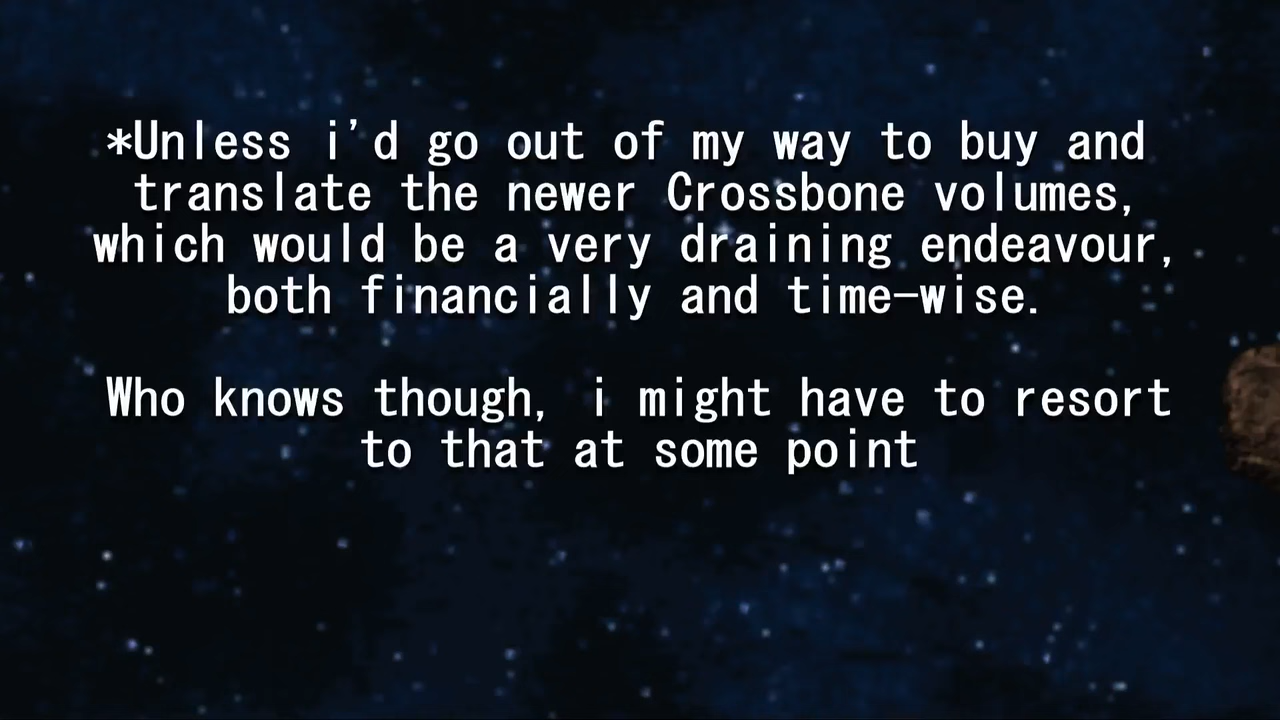 *Unless i'd go out of my way to buy and
translate the newer Crossbone volumes,
which would be a very draining endeavour,
both financially and time-wise.
Who knows though, i might have to resort
to that at some point